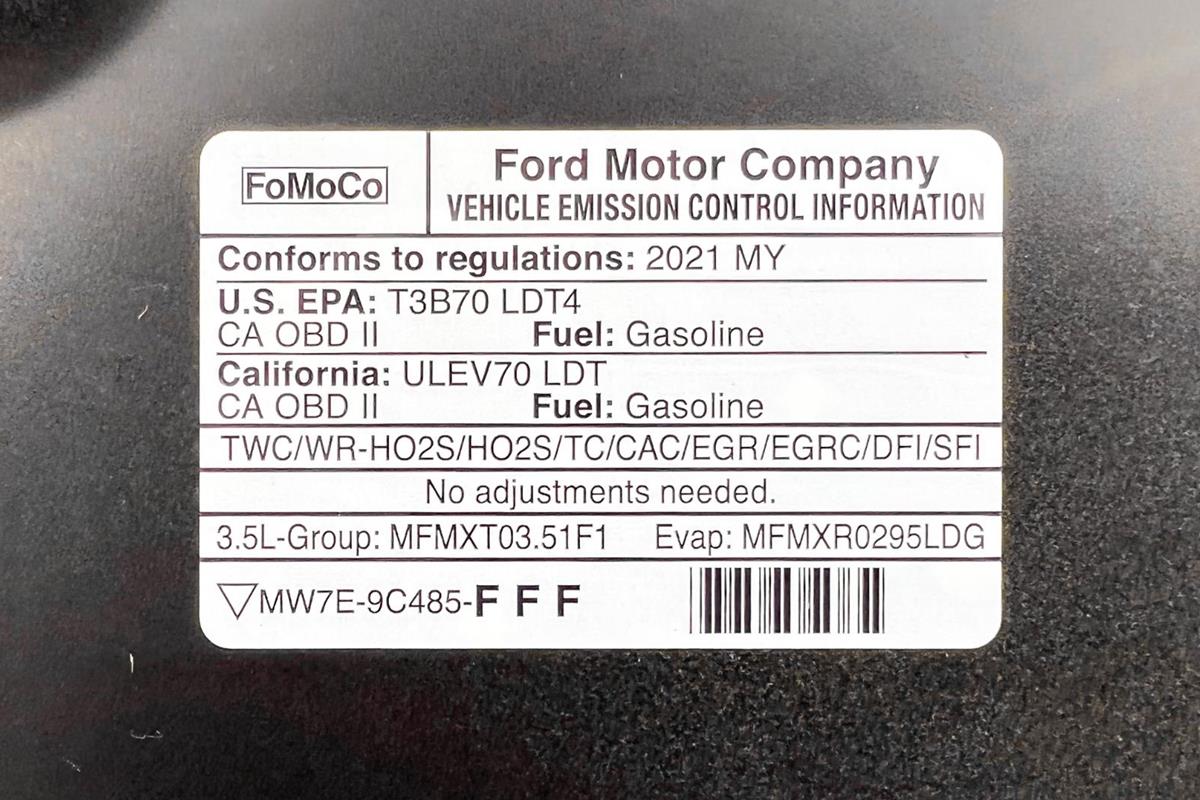 FoMoCo
Ford Motor Company
VEHICLE EMISSION CONTROL INFORMATION
Conforms to regulations: 2021 MY
U.S. EPA: T3B70 LDT4
CA OBD II Fuel: Gasoline
California: ULEV70 LDT
CA OBD II Fuel: Gasoline
TWC/WR-HO2S/HO2S/TC/CAC/EGR/EGRC/DFI/SFI
No adjustments needed.
3.5L-Group: MFMXT03.51F1 Evap: MFMXR0295LDG
▽MW7E-9C485-F F F